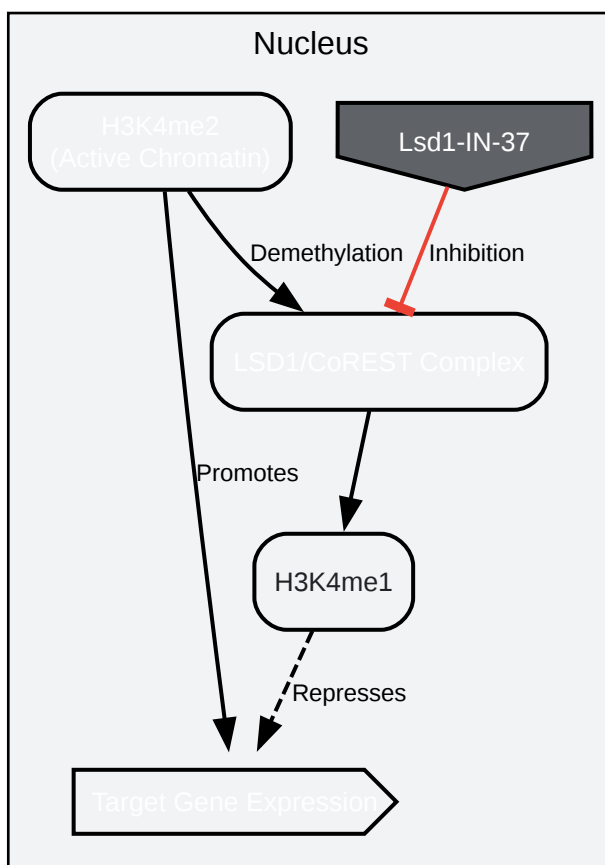 Nucleus
H3K4me2
(Active Chromatin)
Lsd1-IN-37
Demethylation
Inhibition
LSD1/CoREST Complex
Promotes
H3K4me1
Represses
Target Gene Expression